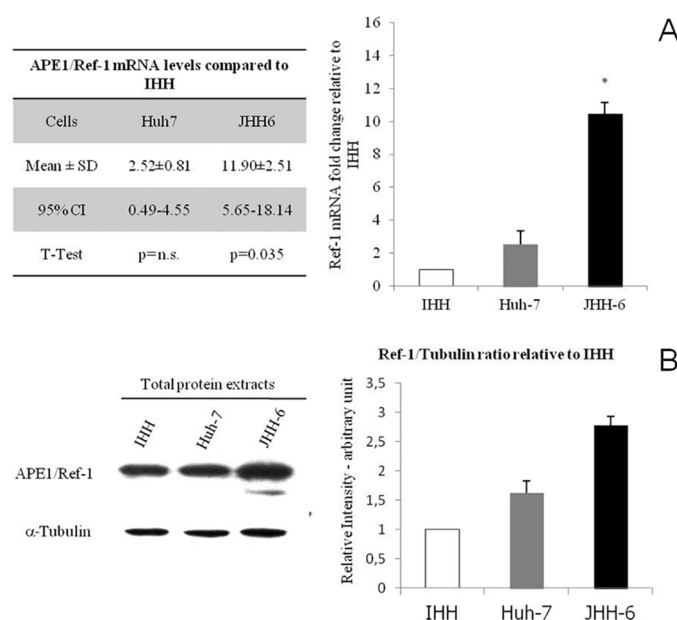 A
APE1/Ref-1 mRNA levels compared to
IHH
Cells Huh7 JHH6
Mean ± SD 2.52±0.81 11.90±2.51
95%CI 0.49-4.55 5.65-18.14
T-Test p=n.s. p=0.035
Ref-1 mRNA fold change relative to
IHH
16
14
12
10
8
6
4
2
0
*
IHH Huh-7 JHH-6
B
Total protein extracts
IHH Huh-7 JHH-6
APE1/Ref-1
α-Tubulin
Ref-1/Tubulin ratio relative to IHH
Relative Intensity - arbitrary unit
3,5
3
2,5
2
1,5
1
0,5
0
IHH Huh-7 JHH-6